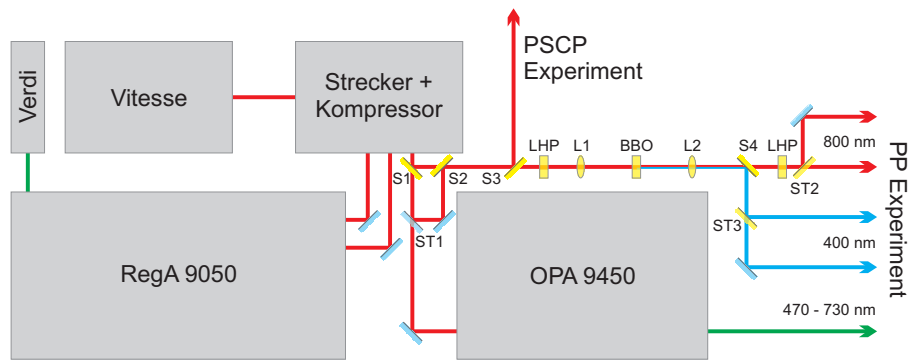 Verdi
Vitesse
Strecker +
Kompressor
PSCP
Experiment
LHP
L1
BBO
L2
S4
LHP
800 nm
S1
S2
S3
ST2
ST1
ST3
400 nm
PP Experiment
RegA 9050
OPA 9450
470 - 730 nm